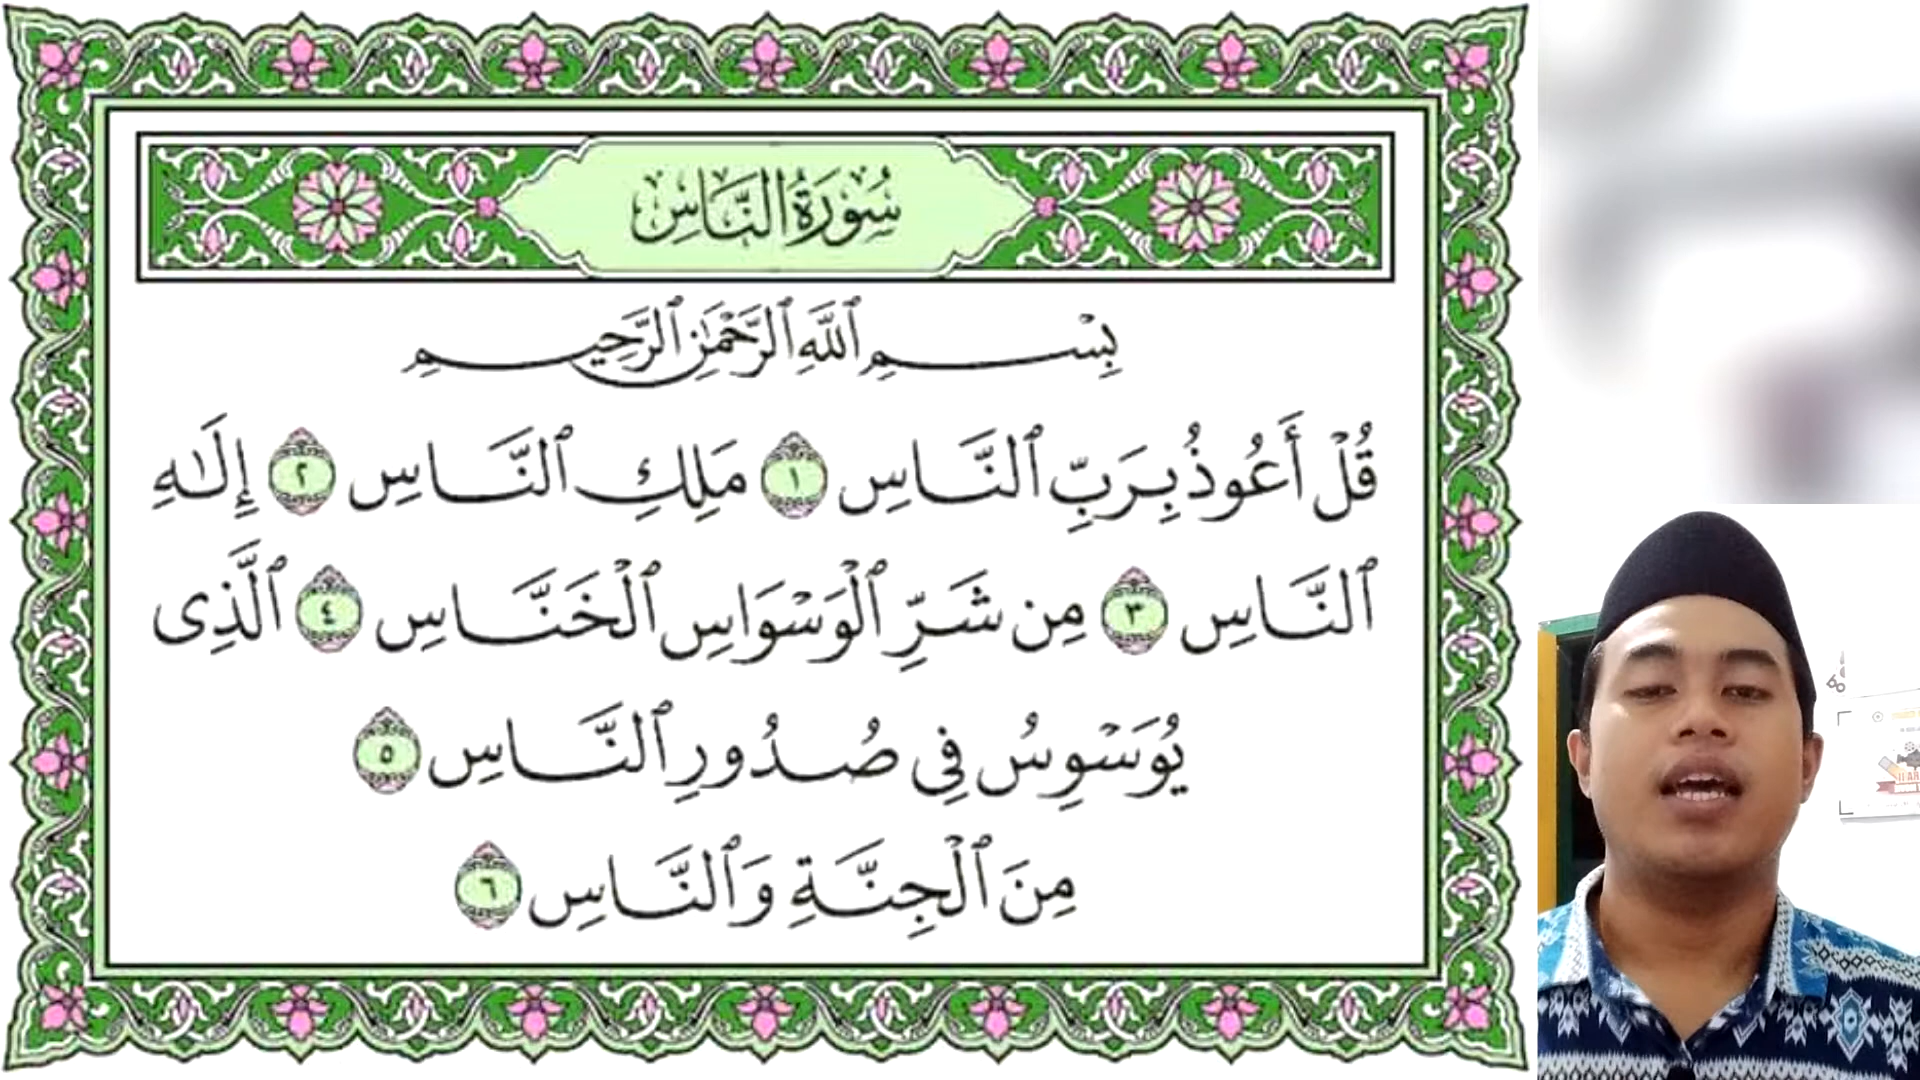 سُورَةُ النَّاسِ
بِسْمِ ٱللَّهِ ٱلرَّحْمَٰنِ ٱلرَّحِيمِ
قُلْ أَعُوذُ بِرَبِّ ٱلنَّاسِ ١ مَلِكِ ٱلنَّاسِ ٢ إِلَٰهِ
ٱلنَّاسِ ٣ مِن شَرِّ ٱلْوَسْوَاسِ ٱلْخَنَّاسِ ٤ ٱلَّذِى
يُوَسْوِسُ فِى صُدُورِ ٱلنَّاسِ ٥
مِنَ ٱلْجِنَّةِ وَٱلنَّاسِ ٦